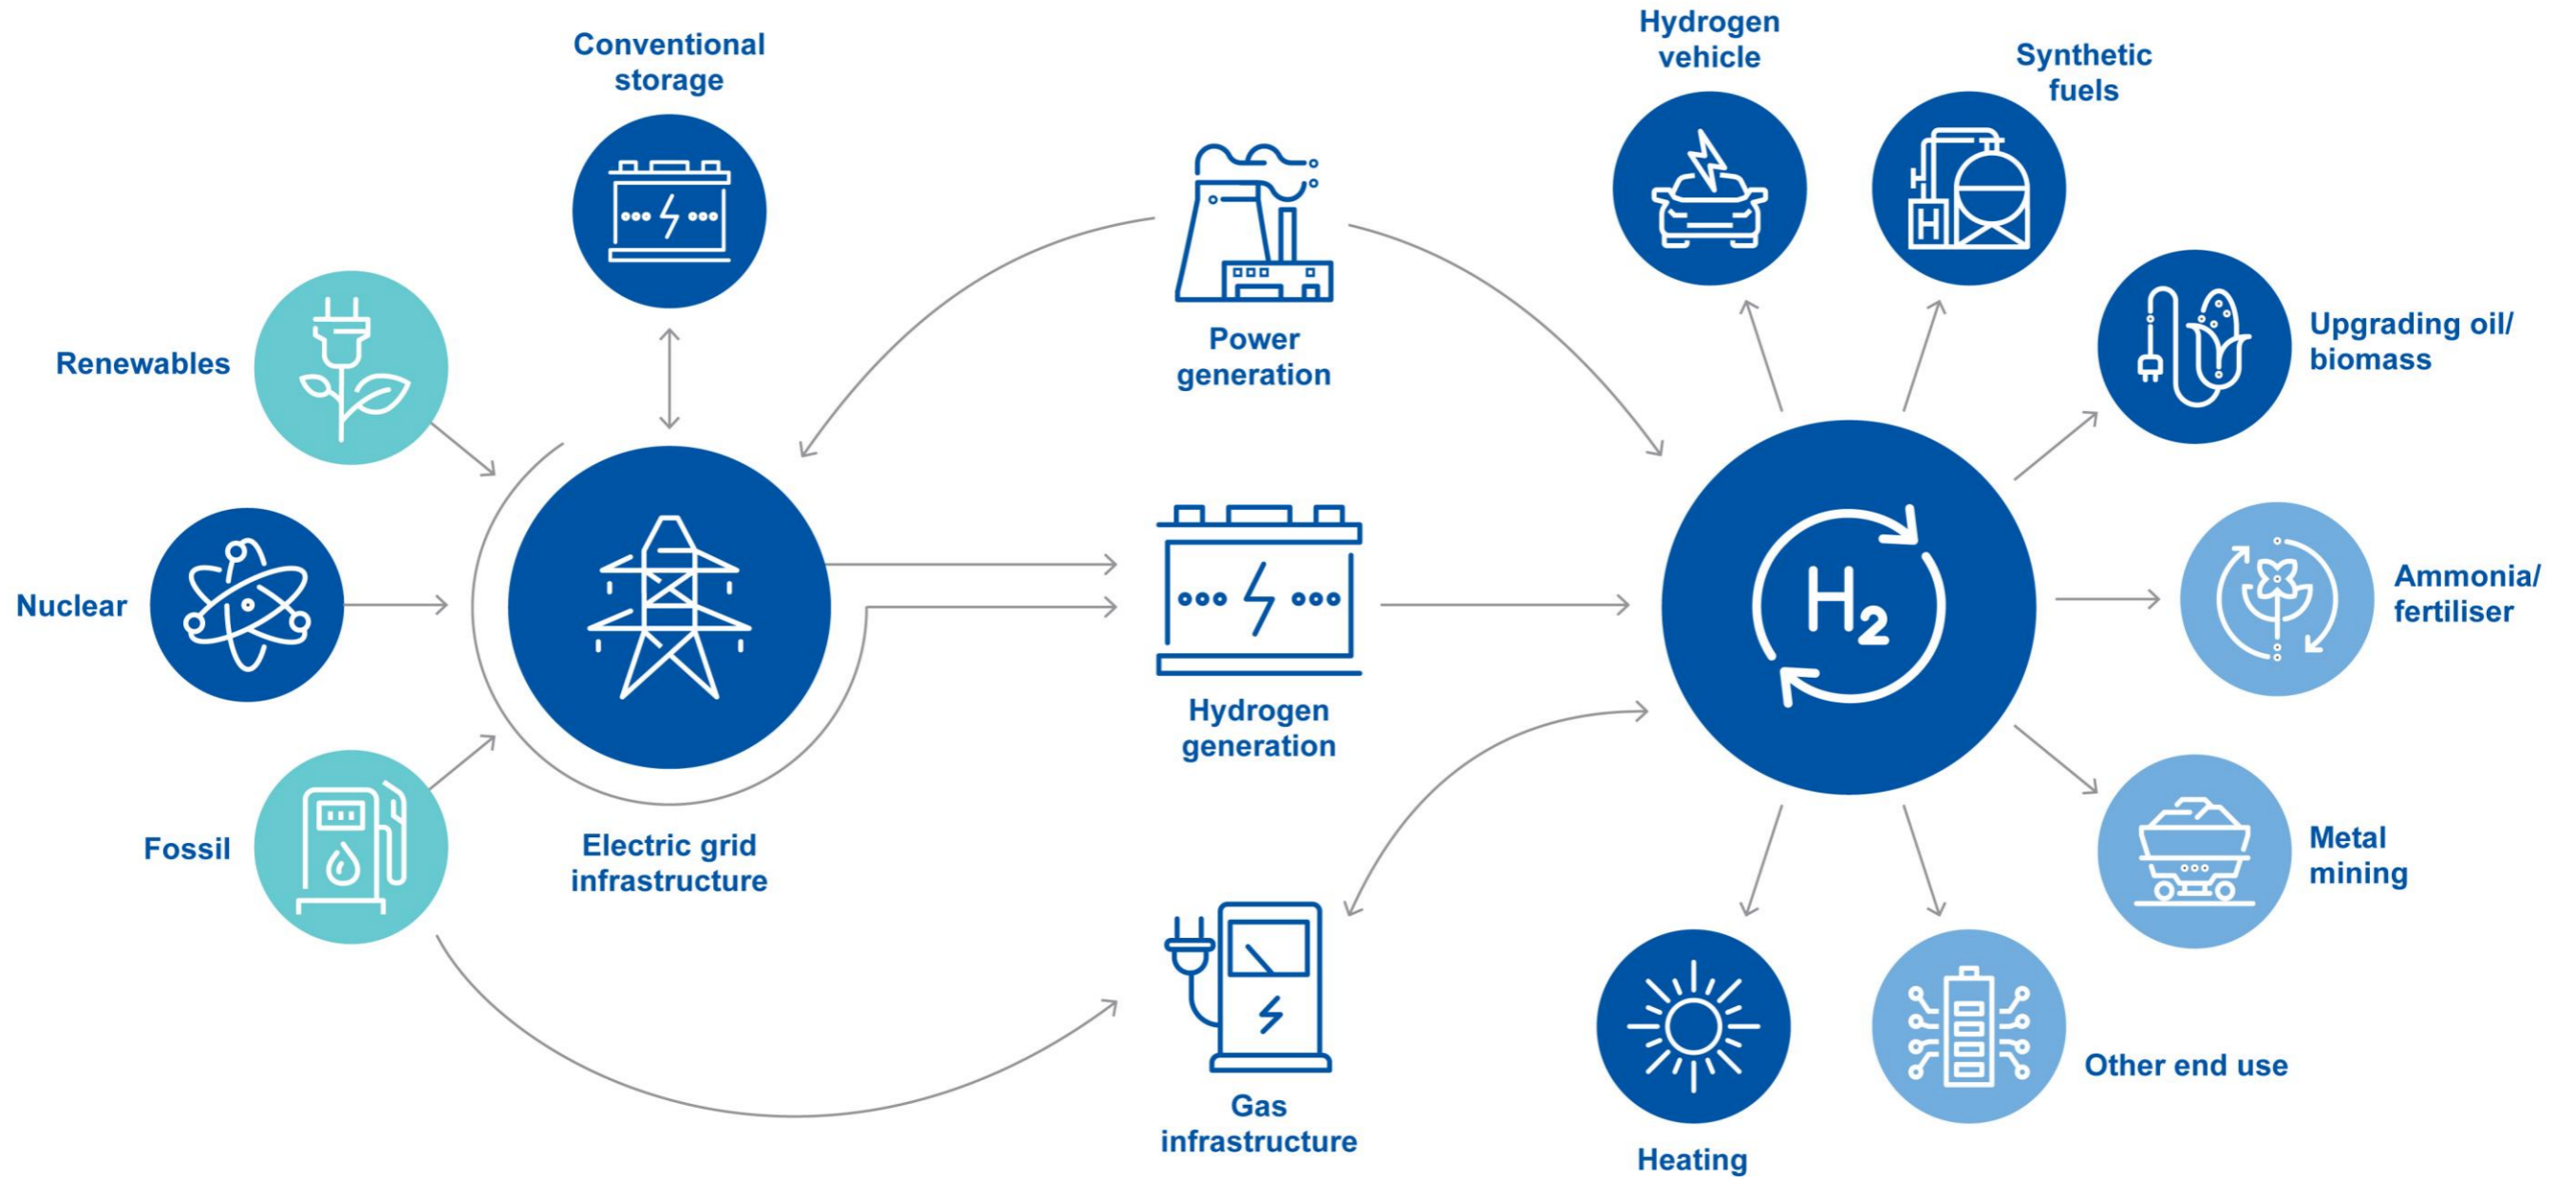 Conventional
storage
Hydrogen
vehicle
Synthetic
fuels
Renewables
Power
generation
Upgrading oil/
biomass
Nuclear
H₂
Ammonia/
fertiliser
Hydrogen
generation
Fossil
Electric grid
infrastructure
Metal
mining
Gas
infrastructure
Other end use
Heating
H